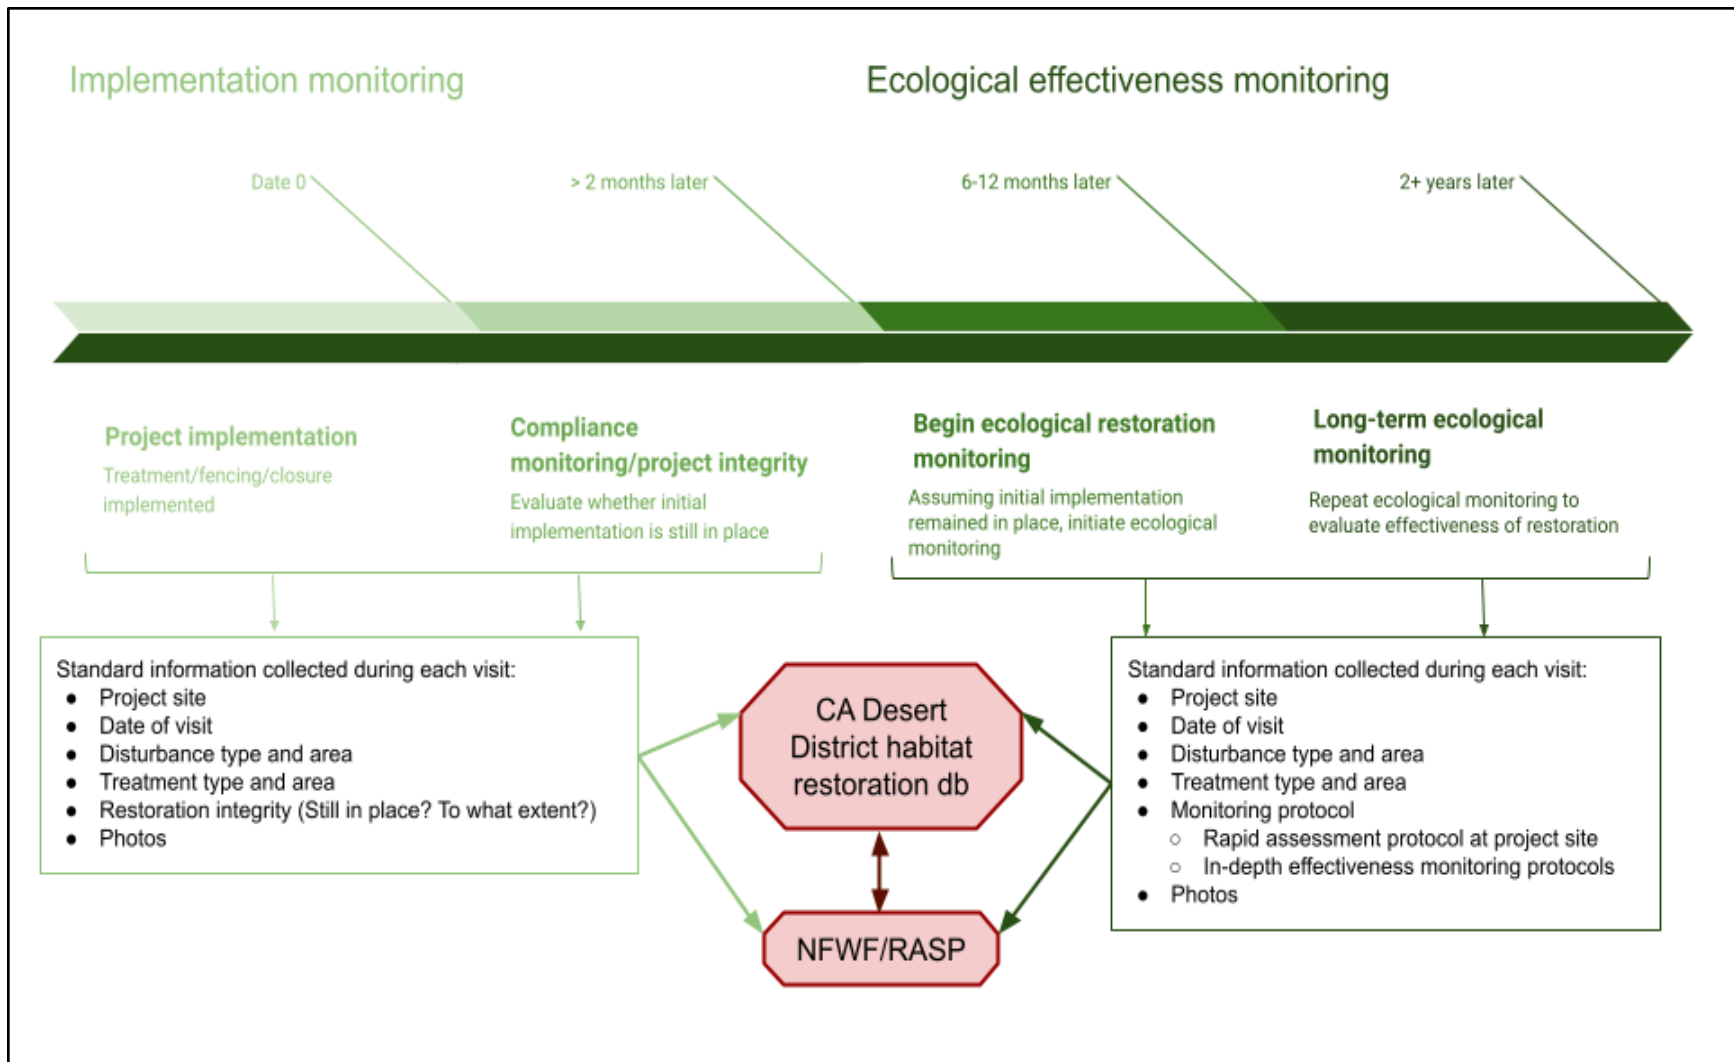 Implementation monitoring
Ecological effectiveness monitoring
Date 0
> 2 months later
6-12 months later
2+ years later
Project implementation
Treatment/fencing/closure
implemented
Compliance
monitoring/project integrity
Evaluate whether initial
implementation is still in place
Begin ecological restoration
monitoring
Assuming initial implementation
remained in place, initiate ecological
monitoring
Long-term ecological
monitoring
Repeat ecological monitoring to
evaluate effectiveness of restoration
Standard information collected during each visit:
● Project site
● Date of visit
● Disturbance type and area
● Treatment type and area
● Restoration integrity (Still in place? To what extent?)
● Photos
CA Desert
District habitat
restoration db
NFWF/RASP
Standard information collected during each visit:
● Project site
● Date of visit
● Disturbance type and area
● Treatment type and area
● Monitoring protocol
○ Rapid assessment protocol at project site
○ In-depth effectiveness monitoring protocols
● Photos